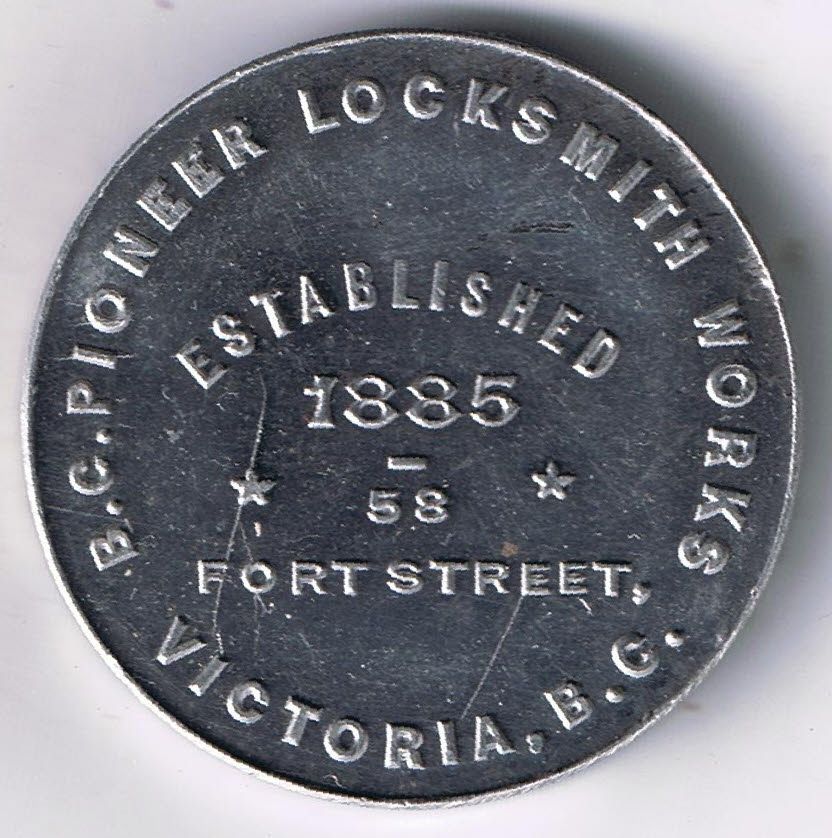 B.C. PIONEER LOCKSMITH WORKS
ESTABLISHED
1885
–
58
FORT STREET,
VICTORIA, B.C.